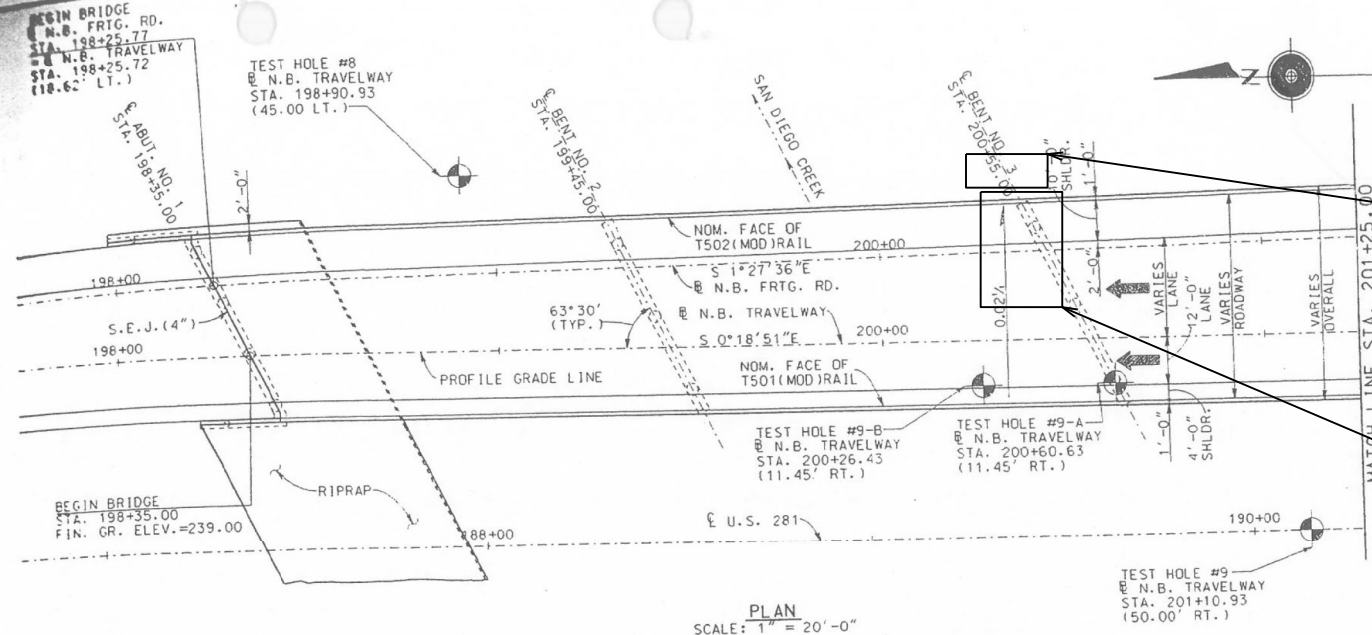 BEGIN BRIDGE
℄ N.B. FRTG. RD.
STA. 198+25.77
= ℄ N.B. TRAVELWAY
STA. 198+25.72
(18.62' LT.)
TEST HOLE #8
℄ N.B. TRAVELWAY
STA. 198+90.93
(45.00 LT.)
℄ ABUT. NO. 1
STA. 198+35.00
2'-0"
℄ BENT NO. 2
STA. 199+45.00
SAN DIEGO CREEK
℄ BENT NO. 3
STA. 200+55.00
Z
SHLDR.
1'-0"
NOM. FACE OF
T502(MOD)RAIL
200+00
198+00
S 1°27'36"E
℄ N.B. FRTG. RD.
2'-0"
S.E.J.(4")
63°30'
(TYP.)
℄ N.B. TRAVELWAY
S 0°18'51"E
200+00
198+00
PROFILE GRADE LINE
NOM. FACE OF
T501(MOD)RAIL
VARIES
LANE
12'-0"
LANE
VARIES
ROADWAY
VARIES
OVERALL
MATCH LINE STA. 201+25.00
TEST HOLE #9-B
℄ N.B. TRAVELWAY
STA. 200+26.43
(11.45' RT.)
TEST HOLE #9-A
℄ N.B. TRAVELWAY
STA. 200+60.63
(11.45' RT.)
1'-0"
4'-0"
SHLDR.
RIPRAP
BEGIN BRIDGE
STA. 198+35.00
FIN. GR. ELEV.=239.00
188+00
℄ U.S. 281
190+00
TEST HOLE #9
℄ N.B. TRAVELWAY
STA. 201+10.93
(50.00' RT.)
PLAN
SCALE: 1" = 20'-0"